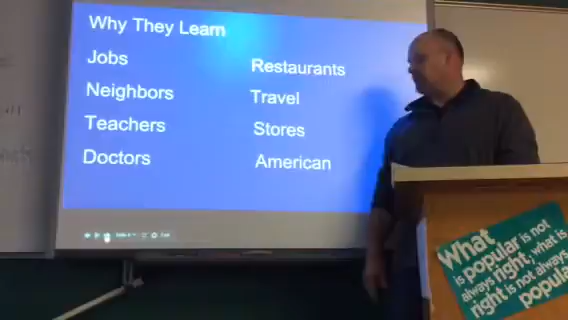 Why They Learn
Jobs
Neighbors
Teachers
Doctors
Restaurants
Travel
Stores
American
What
is popular is not
always right, what is
right is not always
popula